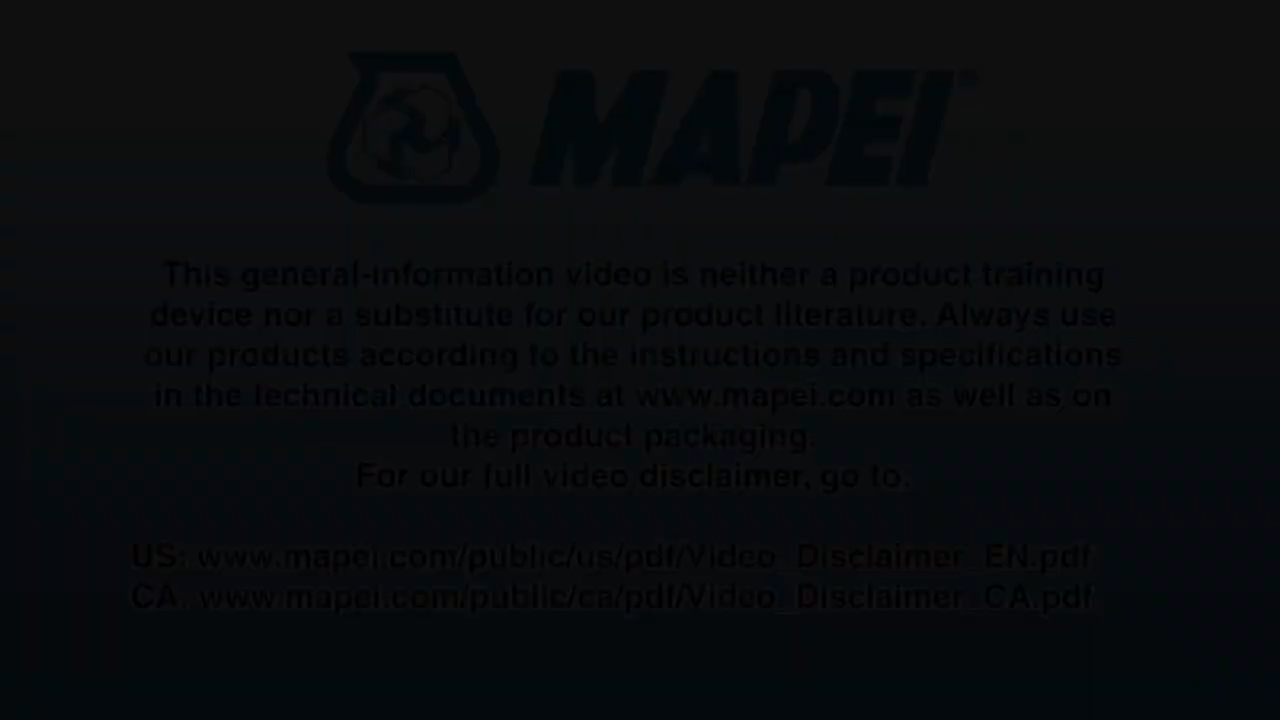 MAPEI
This general-information video is neither a product training
device nor a substitute for our product literature. Always use
our products according to the instructions and specifications
in the technical documents at www.mapei.com as well as on
the product packaging.
For our full video disclaimer, go to.
US: www.mapei.com/public/us/pdf/Video_Disclaimer_EN.pdf
CA: www.mapei.com/public/ca/pdf/Video_Disclaimer_CA.pdf